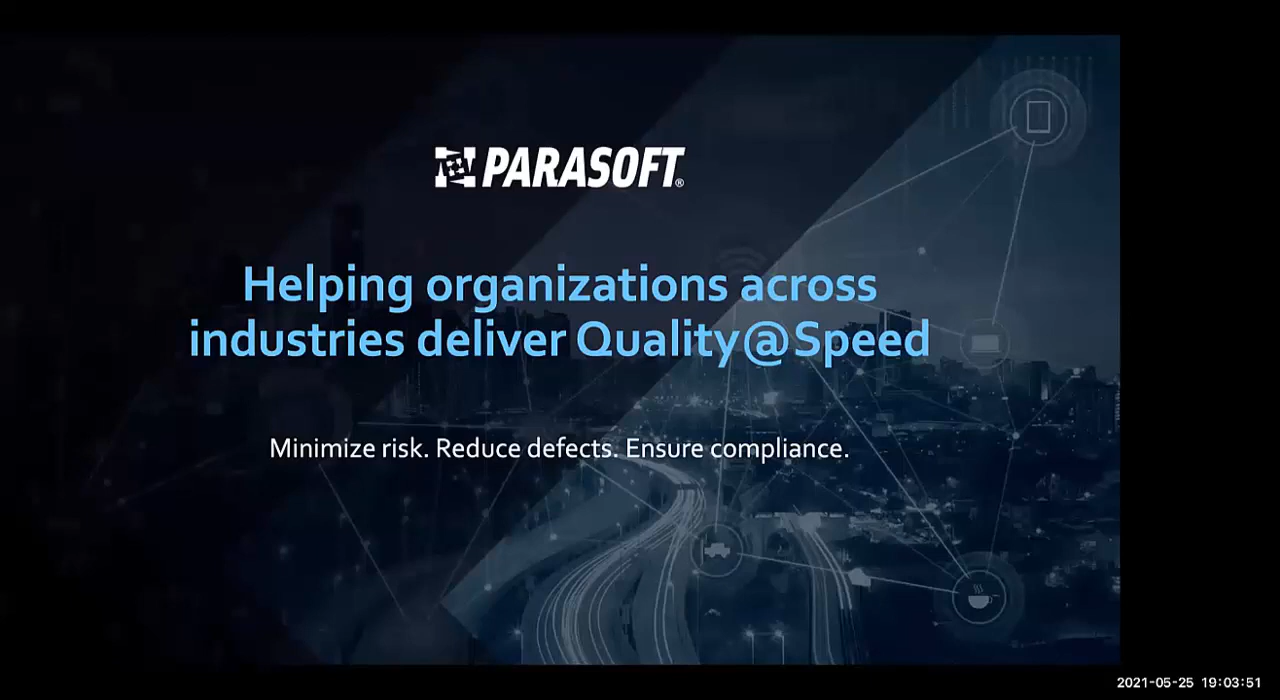 PARASOFT®
Helping organizations across
industries deliver Quality@Speed
Minimize risk. Reduce defects. Ensure compliance.
2021-05-25 19:03:51